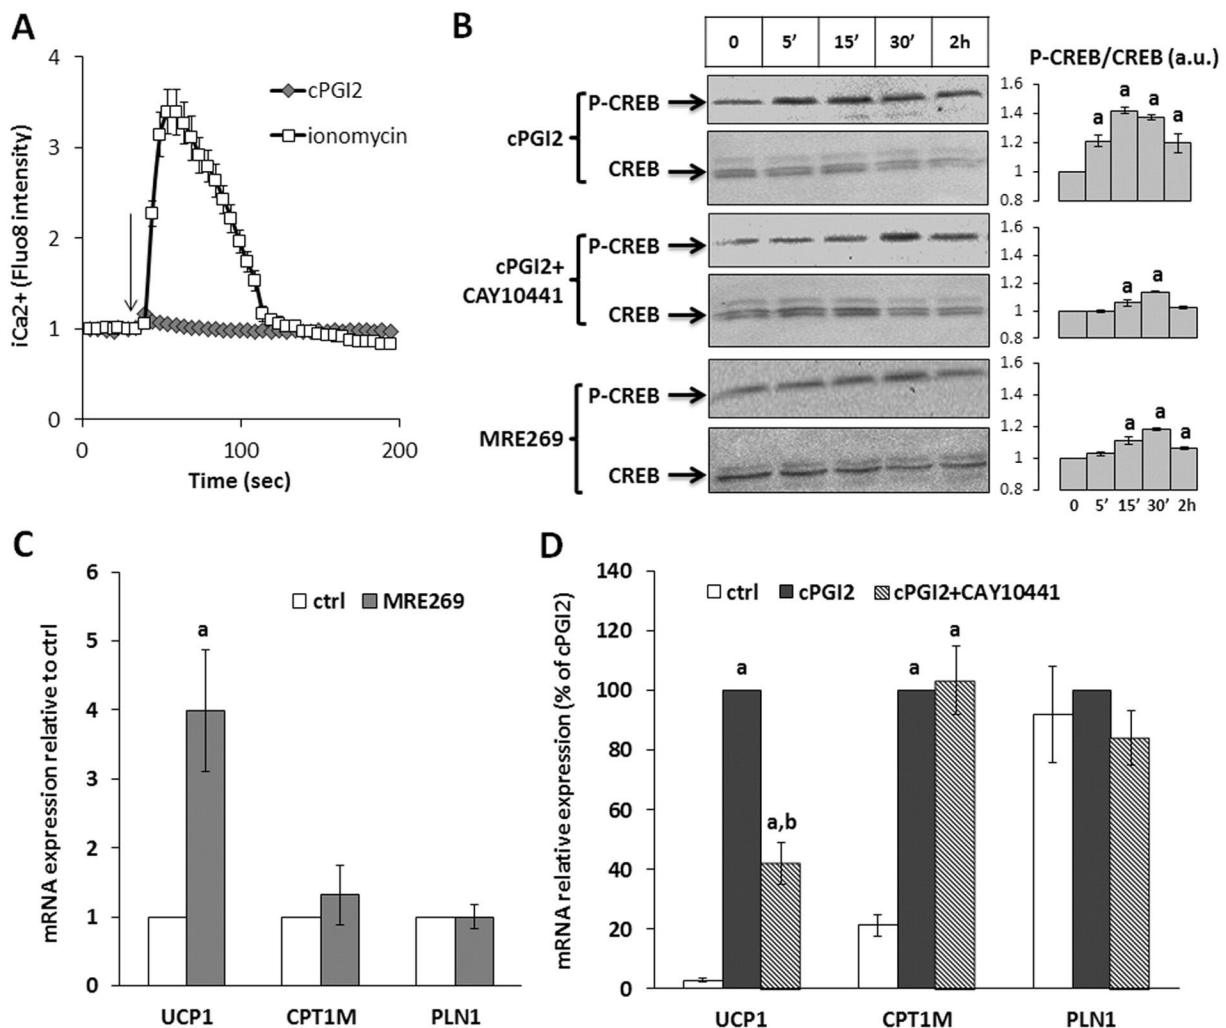 A
4
3
2
1
0
iCa2+ (Fluo8 intensity)
cPGI2
ionomycin
0 100 200
Time (sec)
B
0 5’ 15’ 30’ 2h
P-CREB/CREB (a.u.)
cPGI2
P-CREB
CREB
1.6
1.4
1.2
1
0.8
a a a a
cPGI2+
CAY10441
P-CREB
CREB
1.6
1.4
1.2
1
0.8
a a
MRE269
P-CREB
CREB
1.6
1.4
1.2
1
0.8
a a a
0 5’ 15’ 30’ 2h
C
6
5
4
3
2
1
0
mRNA expression relative to ctrl
ctrl MRE269
a
UCP1 CPT1M PLN1
D
140
120
100
80
60
40
20
0
mRNA relative expression (% of cPGI2)
ctrl cPGI2 cPGI2+CAY10441
a a,b a a
UCP1 CPT1M PLN1